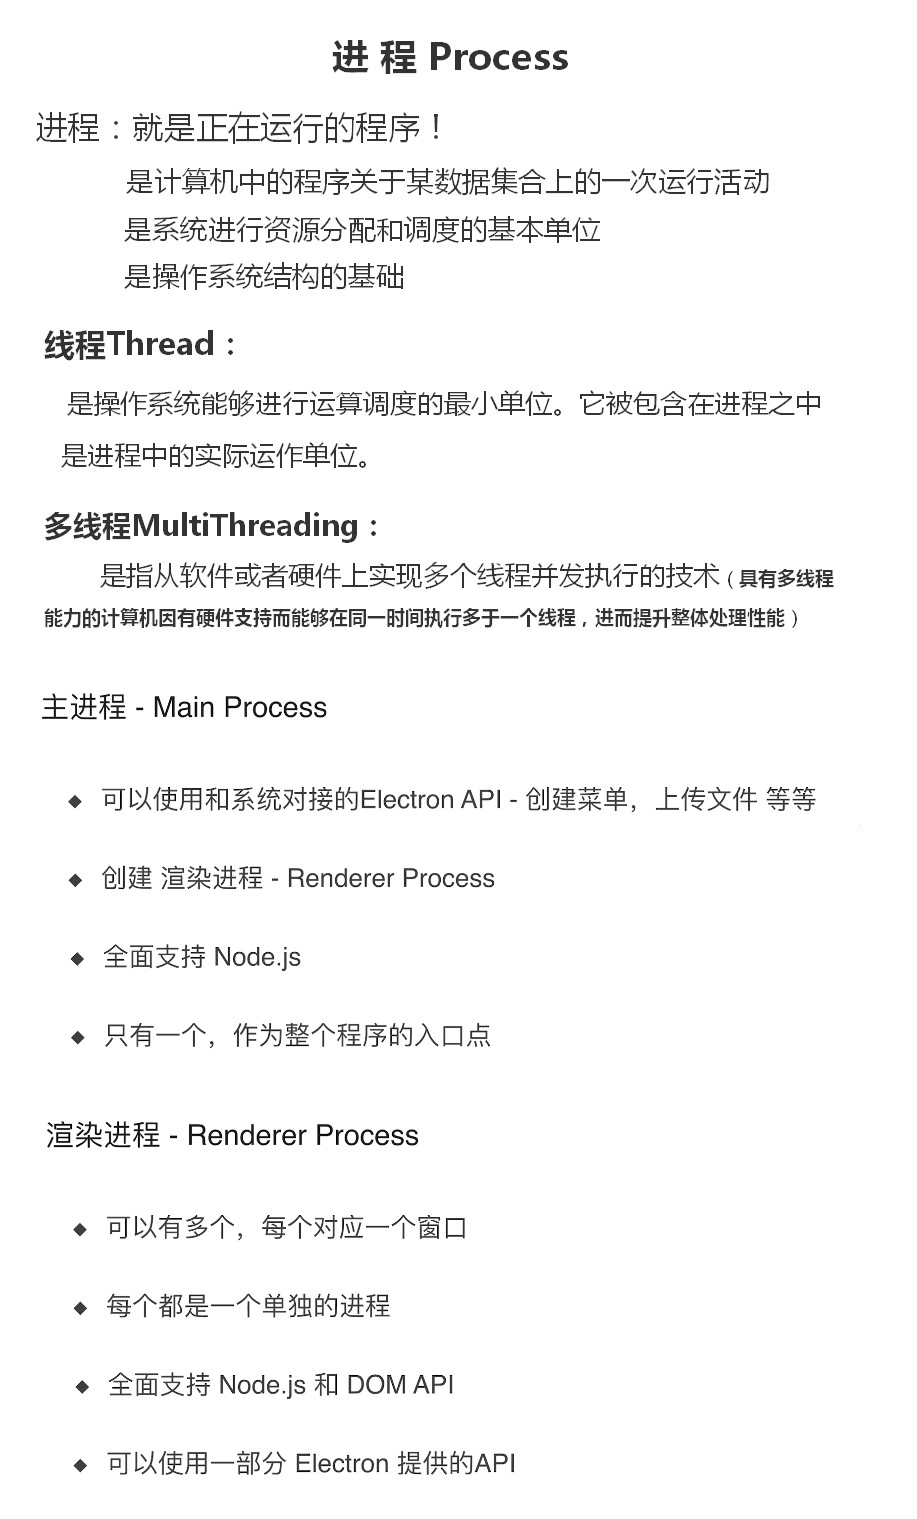 进 程 Process
进程：就是正在运行的程序！
是计算机中的程序关于某数据集合上的一次运行活动
是系统进行资源分配和调度的基本单位
是操作系统结构的基础
线程Thread：
是操作系统能够进行运算调度的最小单位。它被包含在进程之中
是进程中的实际运作单位。
多线程MultiThreading：
是指从软件或者硬件上实现多个线程并发执行的技术（具有多线程
能力的计算机因有硬件支持而能够在同一时间执行多于一个线程，进而提升整体处理性能）
主进程 - Main Process
◆ 可以使用和系统对接的Electron API - 创建菜单，上传文件 等等
◆ 创建 渲染进程 - Renderer Process
◆ 全面支持 Node.js
◆ 只有一个，作为整个程序的入口点
渲染进程 - Renderer Process
◆ 可以有多个，每个对应一个窗口
◆ 每个都是一个单独的进程
◆ 全面支持 Node.js 和 DOM API
◆ 可以使用一部分 Electron 提供的API